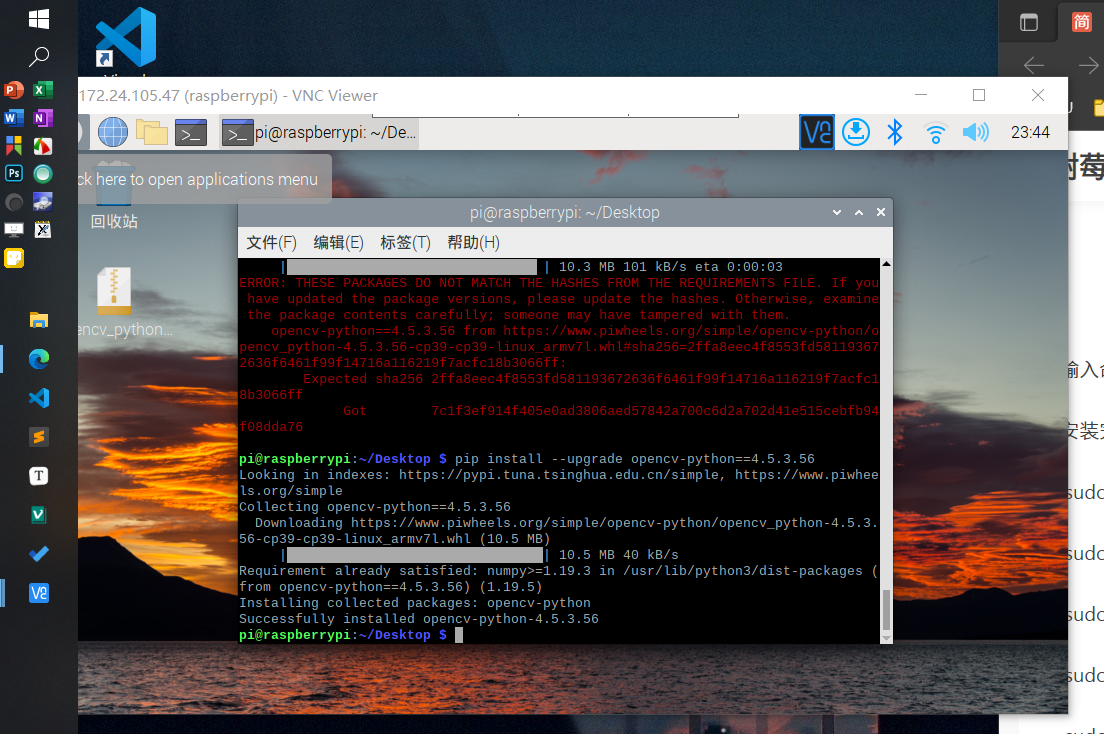 172.24.105.47 (raspberrypi) - VNC Viewer
pi@raspberrypi: ~/De...
23:44
ck here to open applications menu
回收站
encv_python...
pi@raspberrypi: ~/Desktop
文件(F) 编辑(E) 标签(T) 帮助(H)
| | 10.3 MB 101 kB/s eta 0:00:03
ERROR: THESE PACKAGES DO NOT MATCH THE HASHES FROM THE REQUIREMENTS FILE. If you
have updated the package versions, please update the hashes. Otherwise, examine
the package contents carefully; someone may have tampered with them.
opencv-python==4.5.3.56 from https://www.piwheels.org/simple/opencv-python/o
pencv_python-4.5.3.56-cp39-cp39-linux_armv7l.whl#sha256=2ffa8eec4f8553fd58119367
2636f6461f99f14716a116219f7acfc18b3066ff:
Expected sha256 2ffa8eec4f8553fd581193672636f6461f99f14716a116219f7acfc1
8b3066ff
Got 7c1f3ef914f405e0ad3806aed57842a700c6d2a702d41e515cebfb94
f08dda76
pi@raspberrypi:~/Desktop $ pip install --upgrade opencv-python==4.5.3.56
Looking in indexes: https://pypi.tuna.tsinghua.edu.cn/simple, https://www.piwhee
ls.org/simple
Collecting opencv-python==4.5.3.56
Downloading https://www.piwheels.org/simple/opencv-python/opencv_python-4.5.3.
56-cp39-cp39-linux_armv7l.whl (10.5 MB)
| | 10.5 MB 40 kB/s
Requirement already satisfied: numpy>=1.19.3 in /usr/lib/python3/dist-packages (
from opencv-python==4.5.3.56) (1.19.5)
Installing collected packages: opencv-python
Successfully installed opencv-python-4.5.3.56
pi@raspberrypi:~/Desktop $
简
树莓
输入
安装
sudo
sudo
sudo
sudo